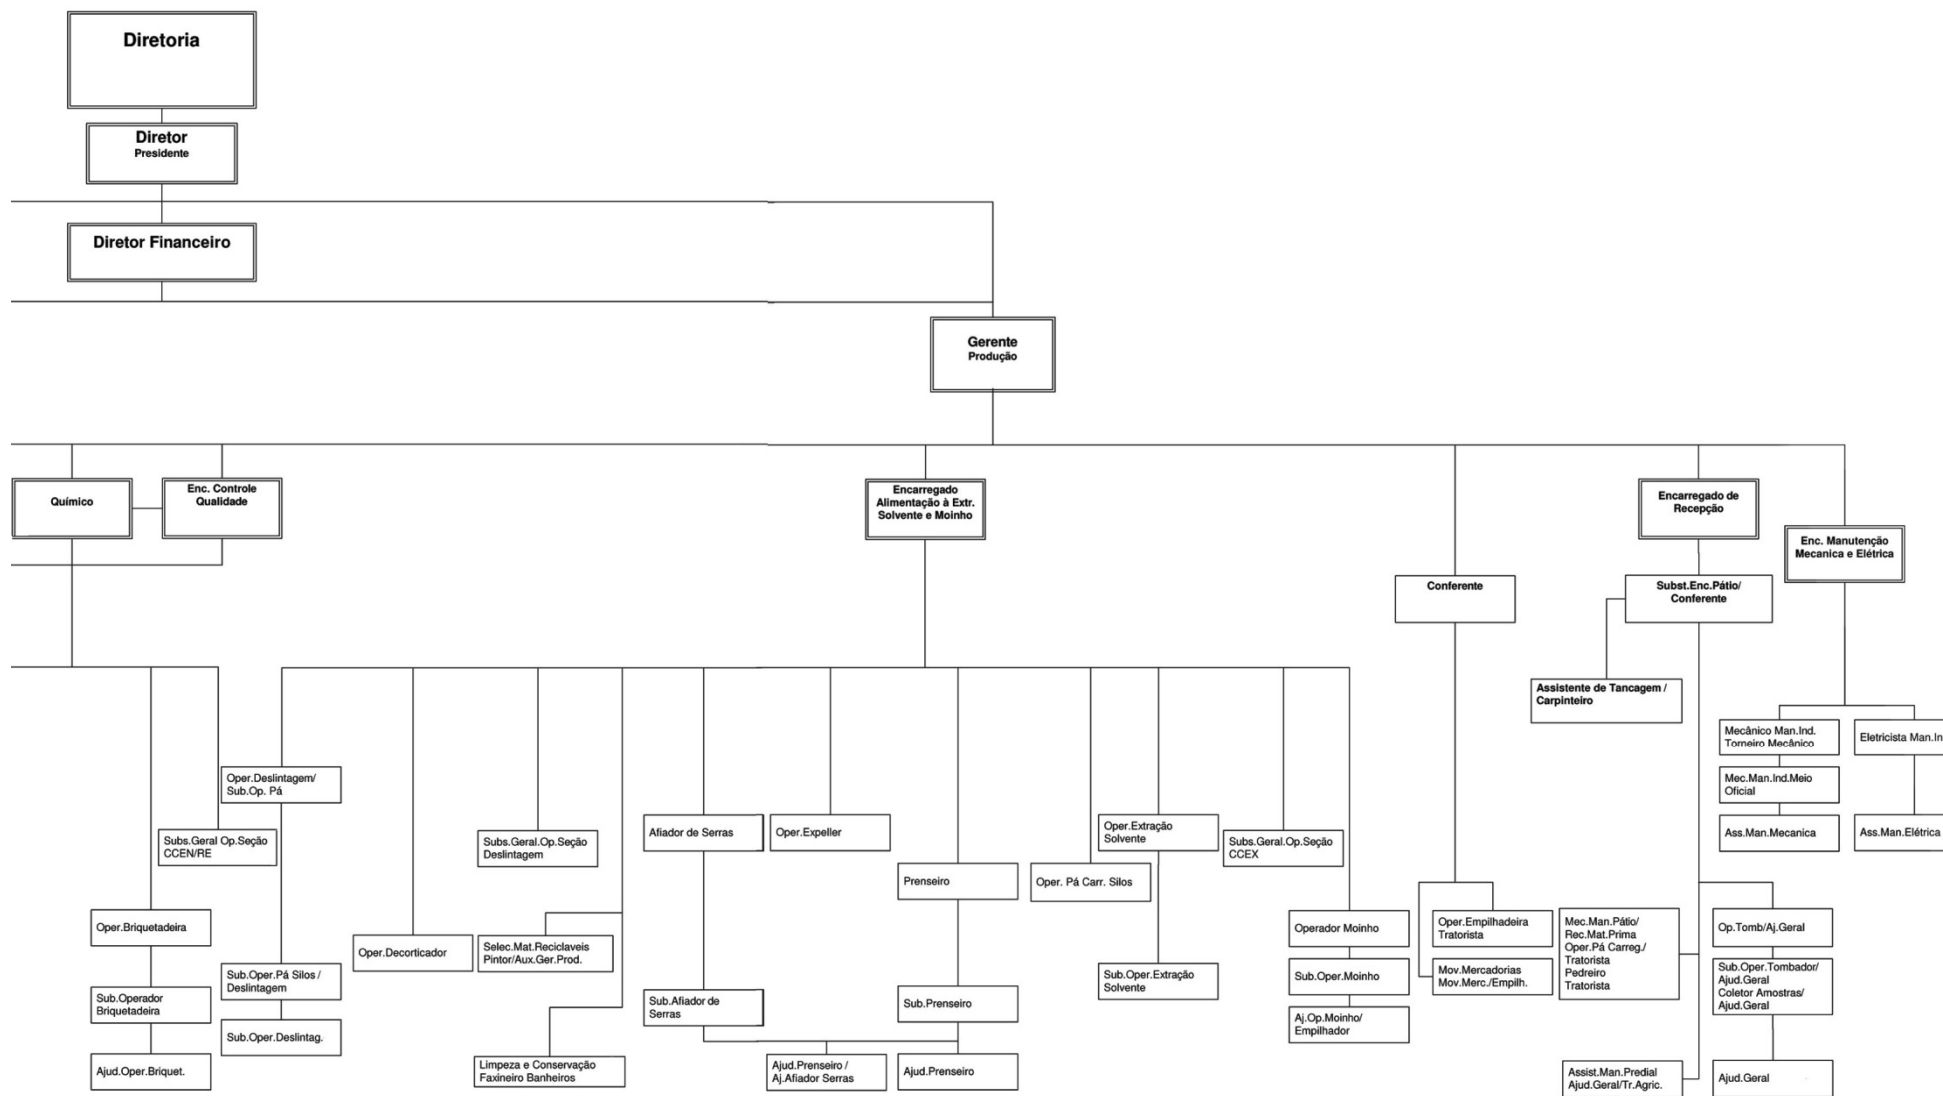 Diretoria
Diretor
Presidente
Diretor Financeiro
Gerente
Produção
Químico
Enc. Controle
Qualidade
Encarregado
Alimentação à Extr.
Solvente e Moinho
Encarregado de
Recepção
Enc. Manutenção
Mecanica e Elétrica
Conferente
Subst.Enc.Pátio/
Conferente
Assistente de Tancagem /
Carpinteiro
Mecânico Man.Ind.
Torneiro Mecânico
Eletricista Man.In
Mec.Man.Ind.Meio
Oficial
Ass.Man.Mecanica
Ass.Man.Elétrica
Oper.Deslintagem/
Sub.Op. Pá
Subs.Geral Op.Seção
CCEN/RE
Subs.Geral.Op.Seção
Deslintagem
Afiador de Serras
Oper.Expeller
Oper.Extração
Solvente
Subs.Geral.Op.Seção
CCEX
Prenseiro
Oper. Pá Carr. Silos
Oper.Briquetadeira
Oper.Decorticador
Selec.Mat.Reciclaveis
Pintor/Aux.Ger.Prod.
Operador Moinho
Oper.Empilhadeira
Tratorista
Mec.Man.Pátio/
Rec.Mat.Prima
Oper.Pá Carreg./
Tratorista
Pedreiro
Tratorista
Op.Tomb/Aj.Geral
Sub.Oper.Pá Silos /
Deslintagem
Sub.Oper.Extração
Solvente
Sub.Oper.Moinho
Mov.Mercadorias
Mov.Merc./Empilh.
Sub.Oper.Tombador/
Ajud.Geral
Coletor Amostras/
Ajud.Geral
Sub.Operador
Briquetadeira
Sub.Afiador de
Serras
Sub.Prenseiro
Aj.Op.Moinho/
Empilhador
Sub.Oper.Deslintag.
Ajud.Oper.Briquet.
Limpeza e Conservação
Faxineiro Banheiros
Ajud.Prenseiro /
Aj.Afiador Serras
Ajud.Prenseiro
Assist.Man.Predial
Ajud.Geral/Tr.Agric.
Ajud.Geral